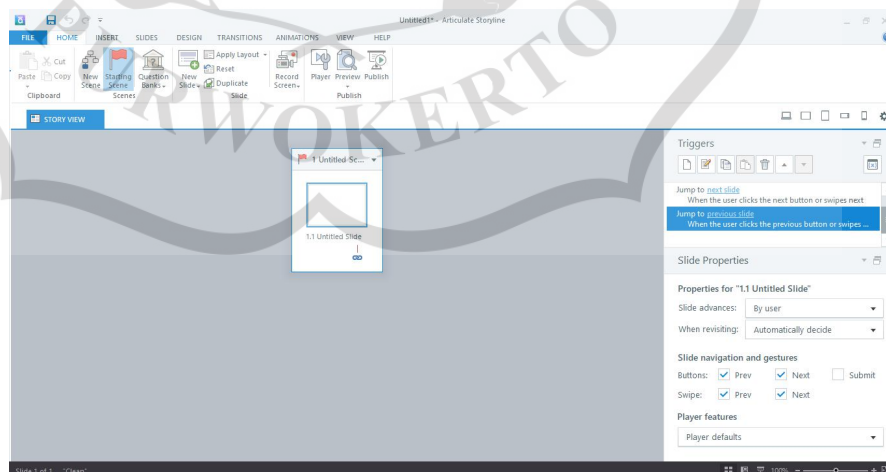 Untitled1* - Articulate Storyline
FILE HOME INSERT SLIDES DESIGN TRANSITIONS ANIMATIONS VIEW HELP
Paste Cut Copy
Clipboard
New Scene Starting Scene Question Banks
Scenes
New Slide Apply Layout Reset Duplicate
Slide
Record Screen
Player Preview Publish
Publish
STORY VIEW
1 Untitled Sc...
1.1 Untitled Slide
Triggers
Jump to next slide
When the user clicks the next button or swipes next
Jump to previous slide
When the user clicks the previous button or swipes ...
Slide Properties
Properties for "1.1 Untitled Slide"
Slide advances: By user
When revisiting: Automatically decide
Slide navigation and gestures
Buttons: Prev Next Submit
Swipe: Prev Next
Player features
Player defaults
Slide 1 of 1 "Clean" 100%
PURWOKERTO